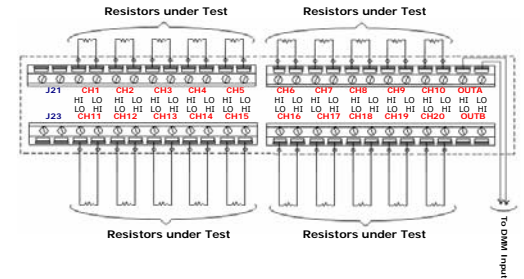 Resistors under Test Resistors under Test
J21 CH1 CH2 CH3 CH4 CH5 CH6 CH7 CH8 CH9 CH10 OUTA
HI LO HI LO HI LO HI LO HI LO HI LO HI LO HI LO HI LO HI LO HI LO
LO HI LO HI LO HI LO HI LO HI LO HI LO HI LO HI LO HI LO HI LO HI
J23 CH11 CH12 CH13 CH14 CH15 CH16 CH17 CH18 CH19 CH20 OUTB
Resistors under Test Resistors under Test
To DMM Input